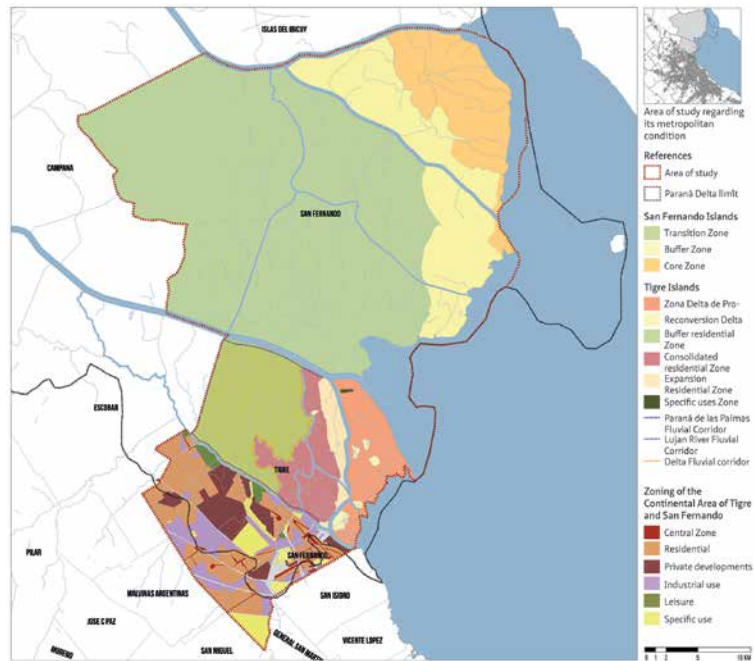 ISLAS DEL IBICUY
CAMPANA
SAN FERNANDO
ESCOBAR
TIGRE
PILAR
SAN FERNANDO
MALVINAS ARGENTINAS
SAN ISIDRO
JOSE C PAZ
VICENTE LOPEZ
MORENO
SAN MIGUEL
GENERAL SAN MARTIN
Area of study regarding
its metropolitan
condition
References
Area of study
Paraná Delta limit
San Fernando Islands
Transition Zone
Buffer Zone
Core Zone
Tigre Islands
Zona Delta de Pro-
Reconversion Delta
Buffer residential
Zone
Consolidated
residential Zone
Expansion
Residential Zone
Specific uses Zone
Paraná de las Palmas
Fluvial Corridor
Lujan River Fluvial
Corridor
Delta Fluvial corridor
Zoning of the
Continental Area of Tigre
and San Fernando
Central Zone
Residential
Private developments
Industrial use
Leisure
Specific use
0 1 2 5 10 KM